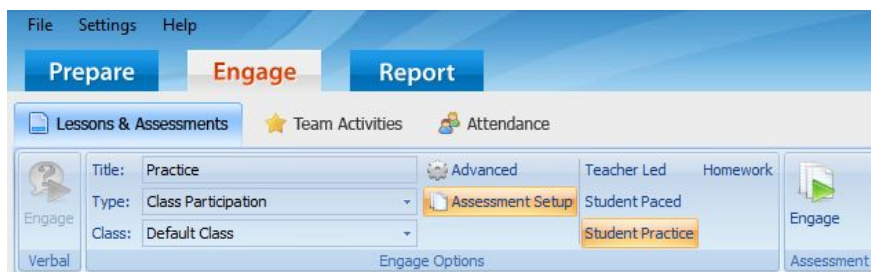 File Settings Help
Prepare Engage Report
Lessons & Assessments Team Activities Attendance
Title: Practice Advanced Teacher Led Homework
Type: Class Participation Assessment Setup Student Paced
Engage Engage
Class: Default Class Student Practice
Verbal Engage Options Assessment